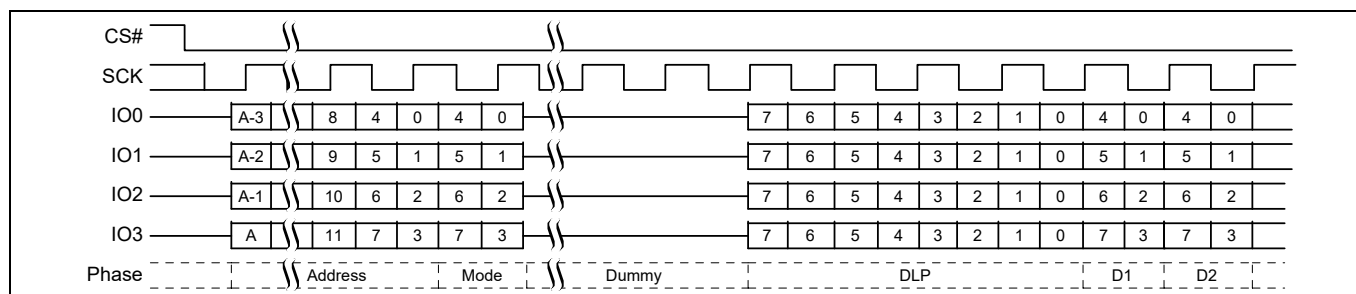 CS#
SCK
IO0 A-3 8 4 0 4 0 7 6 5 4 3 2 1 0 4 0 4 0
IO1 A-2 9 5 1 5 1 7 6 5 4 3 2 1 0 5 1 5 1
IO2 A-1 10 6 2 6 2 7 6 5 4 3 2 1 0 6 2 6 2
IO3 A 11 7 3 7 3 7 6 5 4 3 2 1 0 7 3 7 3
Phase Address Mode Dummy DLP D1 D2